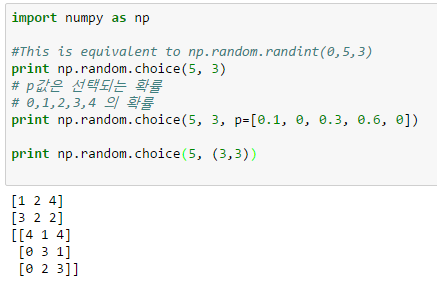 import numpy as np
#This is equivalent to np.random.randint(0,5,3)
print np.random.choice(5, 3)
# p값은 선택되는 확률
# 0,1,2,3,4 의 확률
print np.random.choice(5, 3, p=[0.1, 0, 0.3, 0.6, 0])
print np.random.choice(5, (3,3))
[1 2 4]
[3 2 2]
[[4 1 4]
 [0 3 1]
 [0 2 3]]